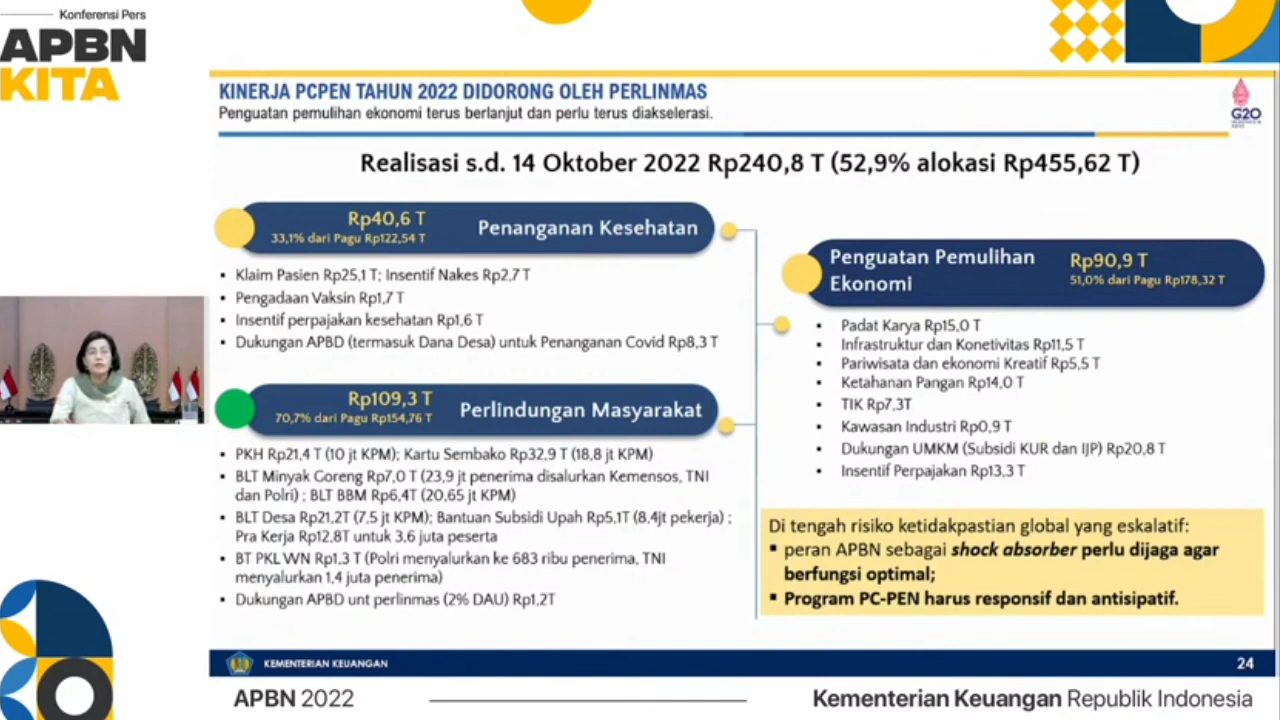 Konferensi Pers
APBN
KITA
KINERJA PCPEN TAHUN 2022 DIDORONG OLEH PERLINMAS
Penguatan pemulihan ekonomi terus berlanjut dan perlu terus diakselerasi.
G20
Realisasi s.d. 14 Oktober 2022 Rp240,8 T (52,9% alokasi Rp455,62 T)
Rp40,6 T
33,1% dari Pagu Rp122,54 T
Penanganan Kesehatan
▪ Klaim Pasien Rp25,1 T; Insentif Nakes Rp2,7 T
▪ Pengadaan Vaksin Rp1,7 T
▪ Insentif perpajakan kesehatan Rp1,6 T
▪ Dukungan APBD (termasuk Dana Desa) untuk Penanganan Covid Rp8,3 T
Rp109,3 T
70,7% dari Pagu Rp154,76 T
Perlindungan Masyarakat
▪ PKH Rp21,4 T (10 jt KPM); Kartu Sembako Rp32,9 T (18,8 jt KPM)
▪ BLT Minyak Goreng Rp7,0 T (23,9 jt penerima disalurkan Kemensos, TNI
dan Polri) ; BLT BBM Rp6,4T (20,65 jt KPM)
▪ BLT Desa Rp21,2T (7,5 jt KPM); Bantuan Subsidi Upah Rp5,1T (8,4jt pekerja) ;
Pra Kerja Rp12,8T untuk 3,6 juta peserta
▪ BT PKLWN Rp1,3 T (Polri menyalurkan ke 683 ribu penerima, TNI
menyalurkan 1,4 juta penerima)
▪ Dukungan APBD unt perlinmas (2% DAU) Rp1,2T
Penguatan Pemulihan
Ekonomi
Rp90,9 T
51,0% dari Pagu Rp178,32 T
▪ Padat Karya Rp15,0 T
▪ Infrastruktur dan Konetivitas Rp11,5 T
▪ Pariwisata dan ekonomi Kreatif Rp5,5 T
▪ Ketahanan Pangan Rp14,0 T
▪ TIK Rp7,3T
▪ Kawasan Industri Rp0,9 T
▪ Dukungan UMKM (Subsidi KUR dan IJP) Rp20,8 T
▪ Insentif Perpajakan Rp13,3 T
Di tengah risiko ketidakpastian global yang eskalatif:
▪ peran APBN sebagai shock absorber perlu dijaga agar
berfungsi optimal;
▪ Program PC-PEN harus responsif dan antisipatif.
KEMENTERIAN KEUANGAN
24
APBN 2022
Kementerian Keuangan Republik Indonesia